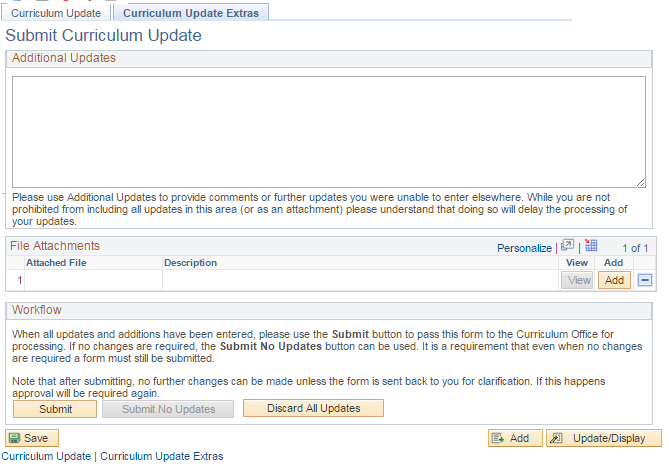 Curriculum Update Curriculum Update Extras
Submit Curriculum Update
Additional Updates
Please use Additional Updates to provide comments or further updates you were unable to enter elsewhere. While you are not
prohibited from including all updates in this area (or as an attachment) please understand that doing so will delay the processing of
your updates.
File Attachments Personalize | | 1 of 1
Attached File Description View Add
1 View Add
Workflow
When all updates and additions have been entered, please use the Submit button to pass this form to the Curriculum Office for
processing. If no changes are required, the Submit No Updates button can be used. It is a requirement that even when no changes
are required a form must still be submitted.
Note that after submitting, no further changes can be made unless the form is sent back to you for clarification. If this happens
approval will be required again.
Submit Submit No Updates Discard All Updates
Save Add Update/Display
Curriculum Update | Curriculum Update Extras